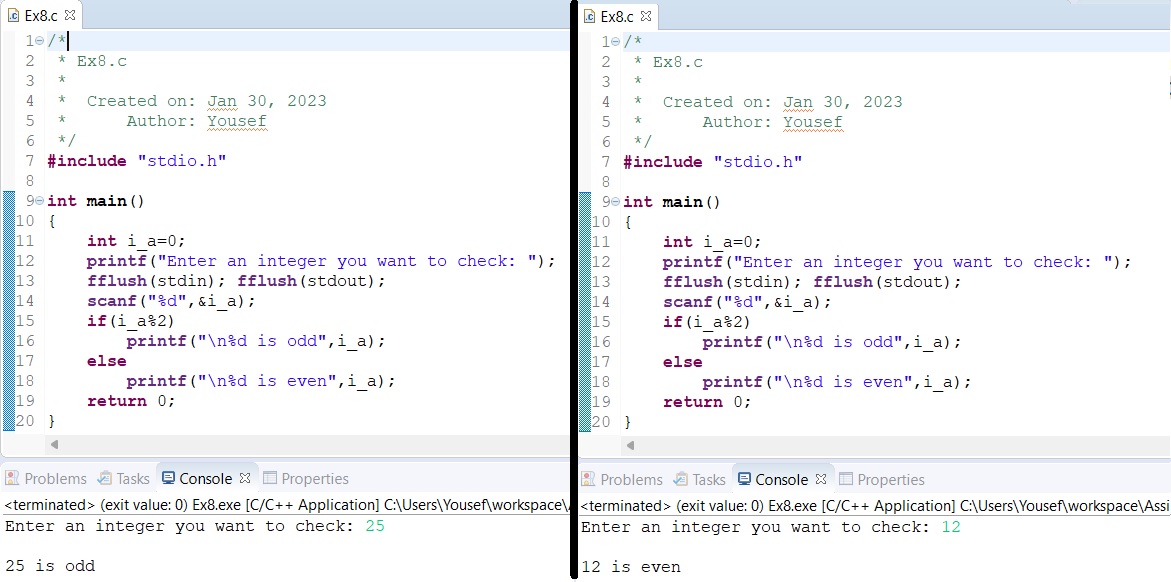 Ex8.c
1 /*
2  * Ex8.c
3  *
4  *  Created on: Jan 30, 2023
5  *      Author: Yousef
6  */
7 #include "stdio.h"
8
9 int main()
10 {
11     int i_a=0;
12     printf("Enter an integer you want to check: ");
13     fflush(stdin); fflush(stdout);
14     scanf("%d",&i_a);
15     if(i_a%2)
16         printf("\n%d is odd",i_a);
17     else
18         printf("\n%d is even",i_a);
19     return 0;
20 }
Problems Tasks Console Properties
<terminated> (exit value: 0) Ex8.exe [C/C++ Application] C:\Users\Yousef\workspace\
Enter an integer you want to check: 25
25 is odd
Ex8.c
1 /*
2  * Ex8.c
3  *
4  *  Created on: Jan 30, 2023
5  *      Author: Yousef
6  */
7 #include "stdio.h"
8
9 int main()
10 {
11     int i_a=0;
12     printf("Enter an integer you want to check: ");
13     fflush(stdin); fflush(stdout);
14     scanf("%d",&i_a);
15     if(i_a%2)
16         printf("\n%d is odd",i_a);
17     else
18         printf("\n%d is even",i_a);
19     return 0;
20 }
Problems Tasks Console Properties
<terminated> (exit value: 0) Ex8.exe [C/C++ Application] C:\Users\Yousef\workspace\Assi
Enter an integer you want to check: 12
12 is even